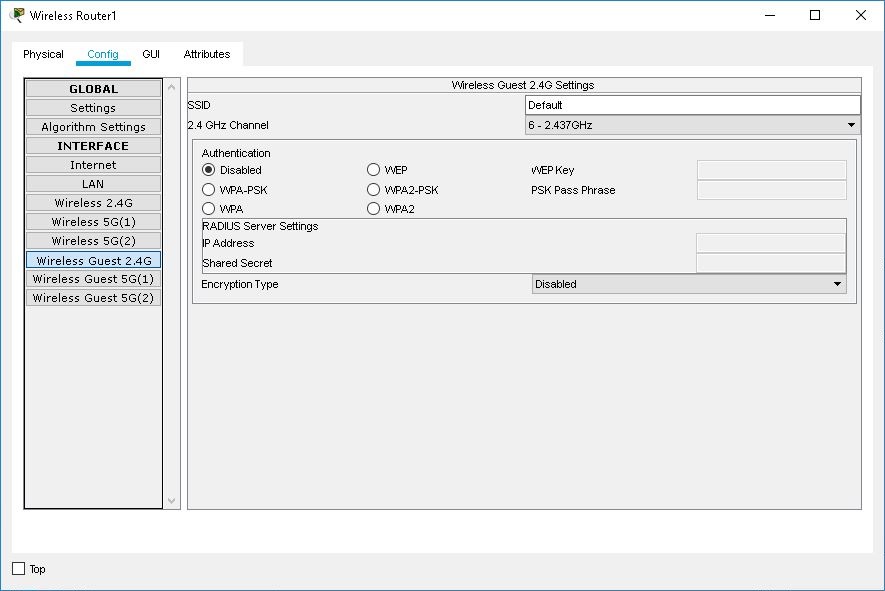 Wireless Router1
Physical Config GUI Attributes
GLOBAL
Settings
Algorithm Settings
INTERFACE
Internet
LAN
Wireless 2.4G
Wireless 5G(1)
Wireless 5G(2)
Wireless Guest 2.4G
Wireless Guest 5G(1)
Wireless Guest 5G(2)
Wireless Guest 2.4G Settings
SSID Default
2.4 GHz Channel 6 - 2.437GHz
Authentication
Disabled WEP WEP Key
WPA-PSK WPA2-PSK PSK Pass Phrase
WPA WPA2
RADIUS Server Settings
IP Address
Shared Secret
Encryption Type Disabled
Top